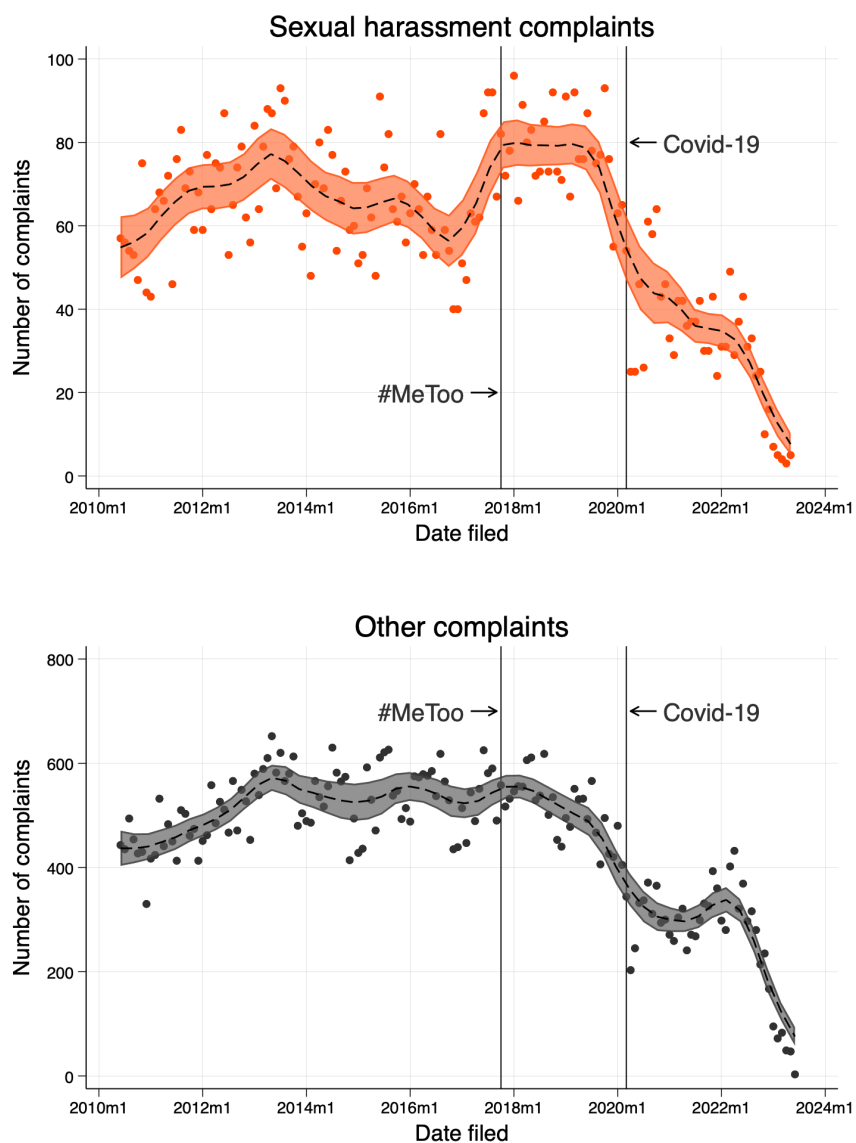 Sexual harassment complaints
Number of complaints
100
80
60
40
20
0
Covid-19
#MeToo
2010m1 2012m1 2014m1 2016m1 2018m1 2020m1 2022m1 2024m1
Date filed
Other complaints
Number of complaints
800
600
400
200
0
#MeToo Covid-19
2010m1 2012m1 2014m1 2016m1 2018m1 2020m1 2022m1 2024m1
Date filed